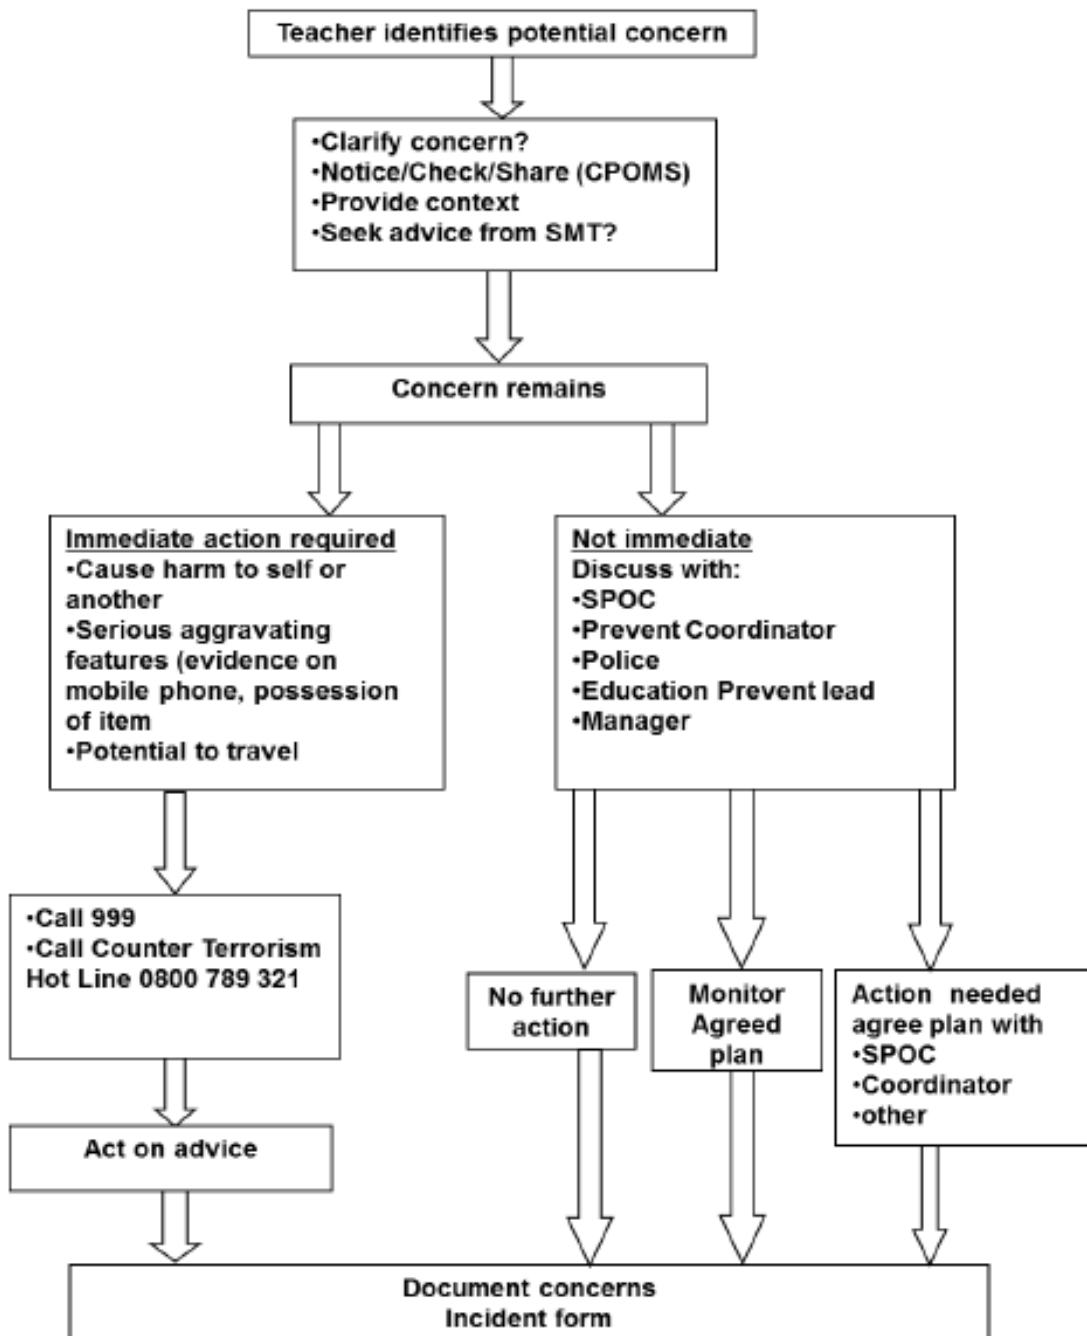 Teacher identifies potential concern
•Clarify concern?
•Notice/Check/Share (CPOMS)
•Provide context
•Seek advice from SMT?
Concern remains
Immediate action required
•Cause harm to self or
another
•Serious aggravating
features (evidence on
mobile phone, possession
of item
•Potential to travel
Not immediate
Discuss with:
•SPOC
•Prevent Coordinator
•Police
•Education Prevent lead
•Manager
•Call 999
•Call Counter Terrorism
Hot Line 0800 789 321
No further
action
Monitor
Agreed
plan
Action needed
agree plan with
•SPOC
•Coordinator
•other
Act on advice
Document concerns
Incident form